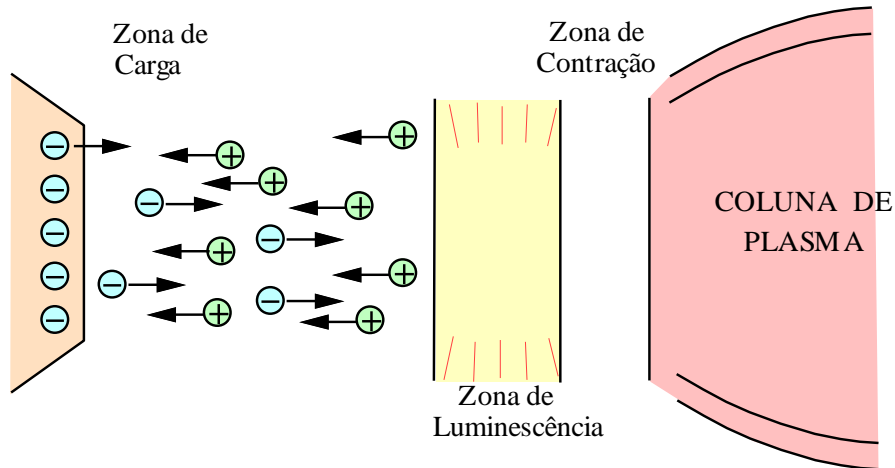 Zona de
Carga
Zona de
Contração
COLUNA DE
PLASMA
Zona de
Luminescência